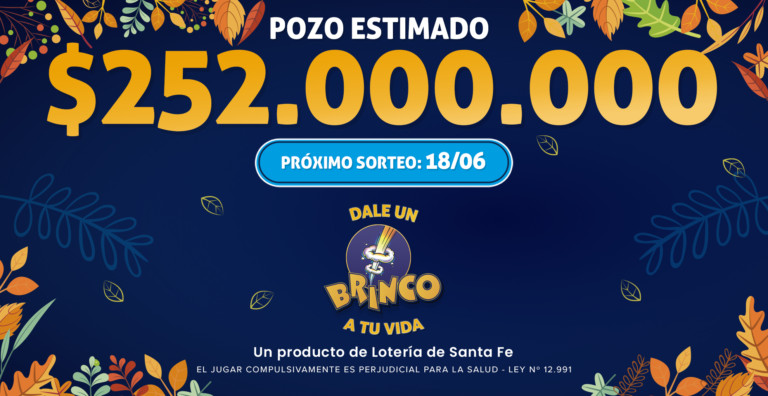 POZO ESTIMADO
$252.000.000
PRÓXIMO SORTEO: 18/06
DALE UN
BRINCO
A TU VIDA
Un producto de Lotería de Santa Fe
EL JUGAR COMPULSIVAMENTE ES PERJUDICIAL PARA LA SALUD - LEY Nº 12.991